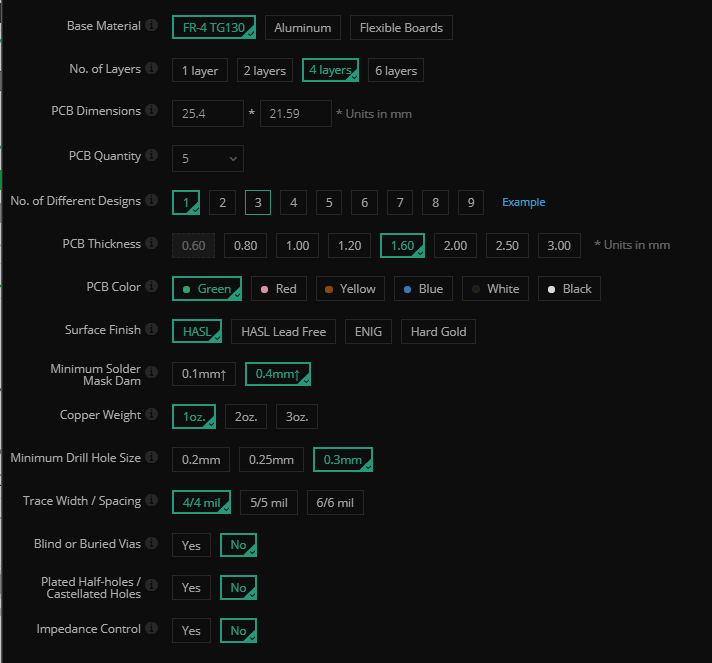 Base Material FR-4 TG130 Aluminum Flexible Boards
No. of Layers 1 layer 2 layers 4 layers 6 layers
PCB Dimensions 25.4 * 21.59 * Units in mm
PCB Quantity 5
No. of Different Designs 1 2 3 4 5 6 7 8 9 Example
PCB Thickness 0.60 0.80 1.00 1.20 1.60 2.00 2.50 3.00 * Units in mm
PCB Color Green Red Yellow Blue White Black
Surface Finish HASL HASL Lead Free ENIG Hard Gold
Minimum Solder
Mask Dam 0.1mm↑ 0.4mm↑
Copper Weight 1oz. 2oz. 3oz.
Minimum Drill Hole Size 0.2mm 0.25mm 0.3mm
Trace Width / Spacing 4/4 mil 5/5 mil 6/6 mil
Blind or Buried Vias Yes No
Plated Half-holes /
Castellated Holes Yes No
Impedance Control Yes No